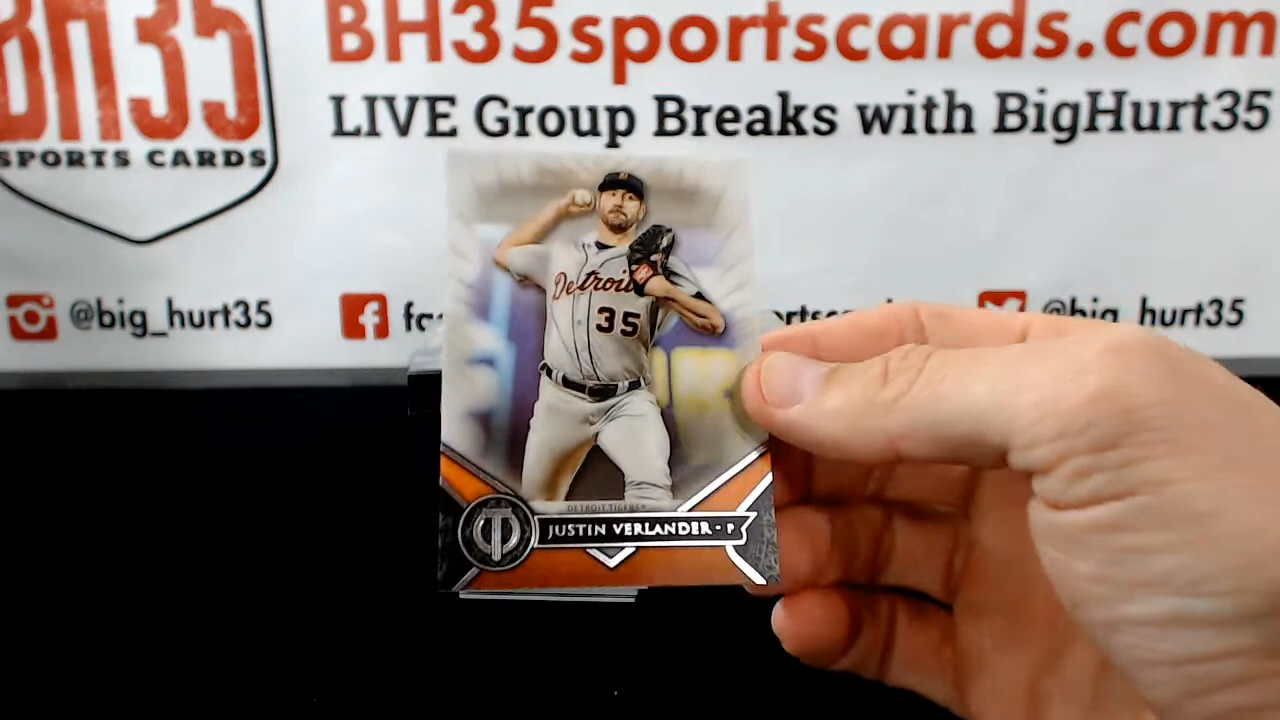 BH35
SPORTS CARDS
BH35sportscards.com
LIVE Group Breaks with BigHurt35
@big_hurt35
@big_hurt35
Detroit
35
DETROIT TIGERS
JUSTIN VERLANDER - P